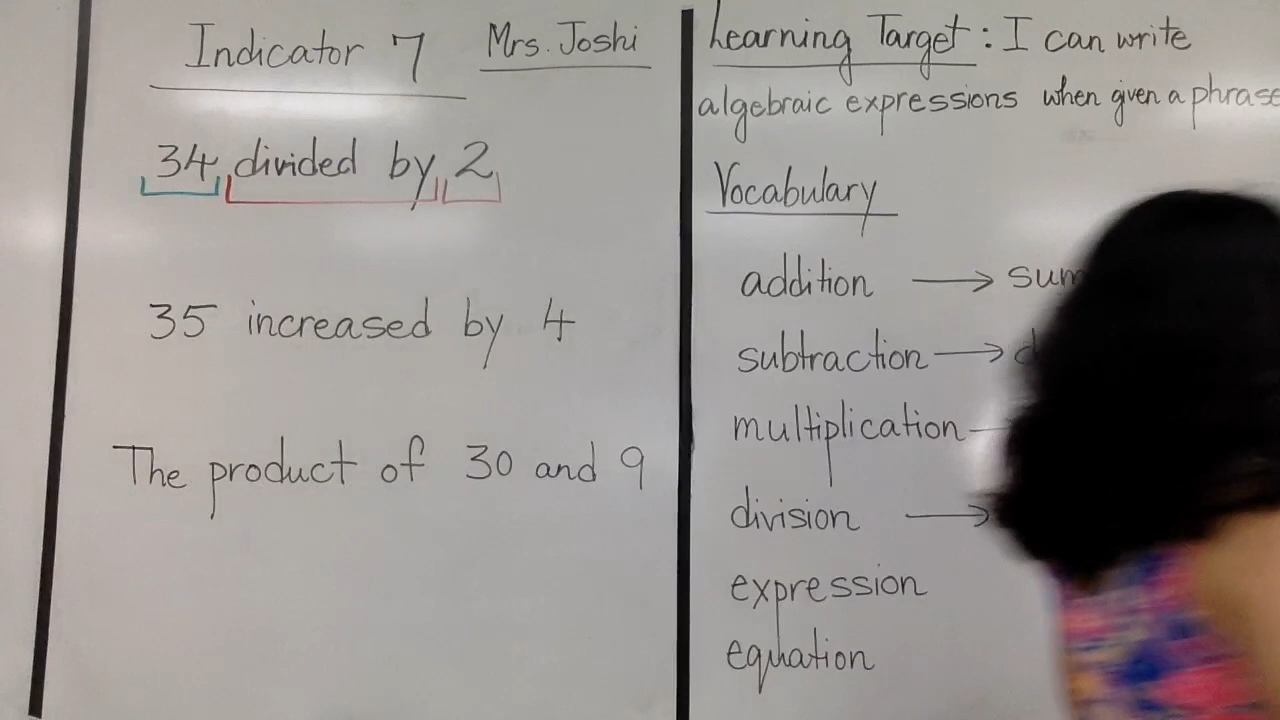 Indicator 7 Mrs. Joshi
34 divided by 2
35 increased by 4
The product of 30 and 9
Learning Target: I can write
algebraic expressions when given a phrase
Vocabulary
addition →
subtraction →
multiplication
division →
expression
equation